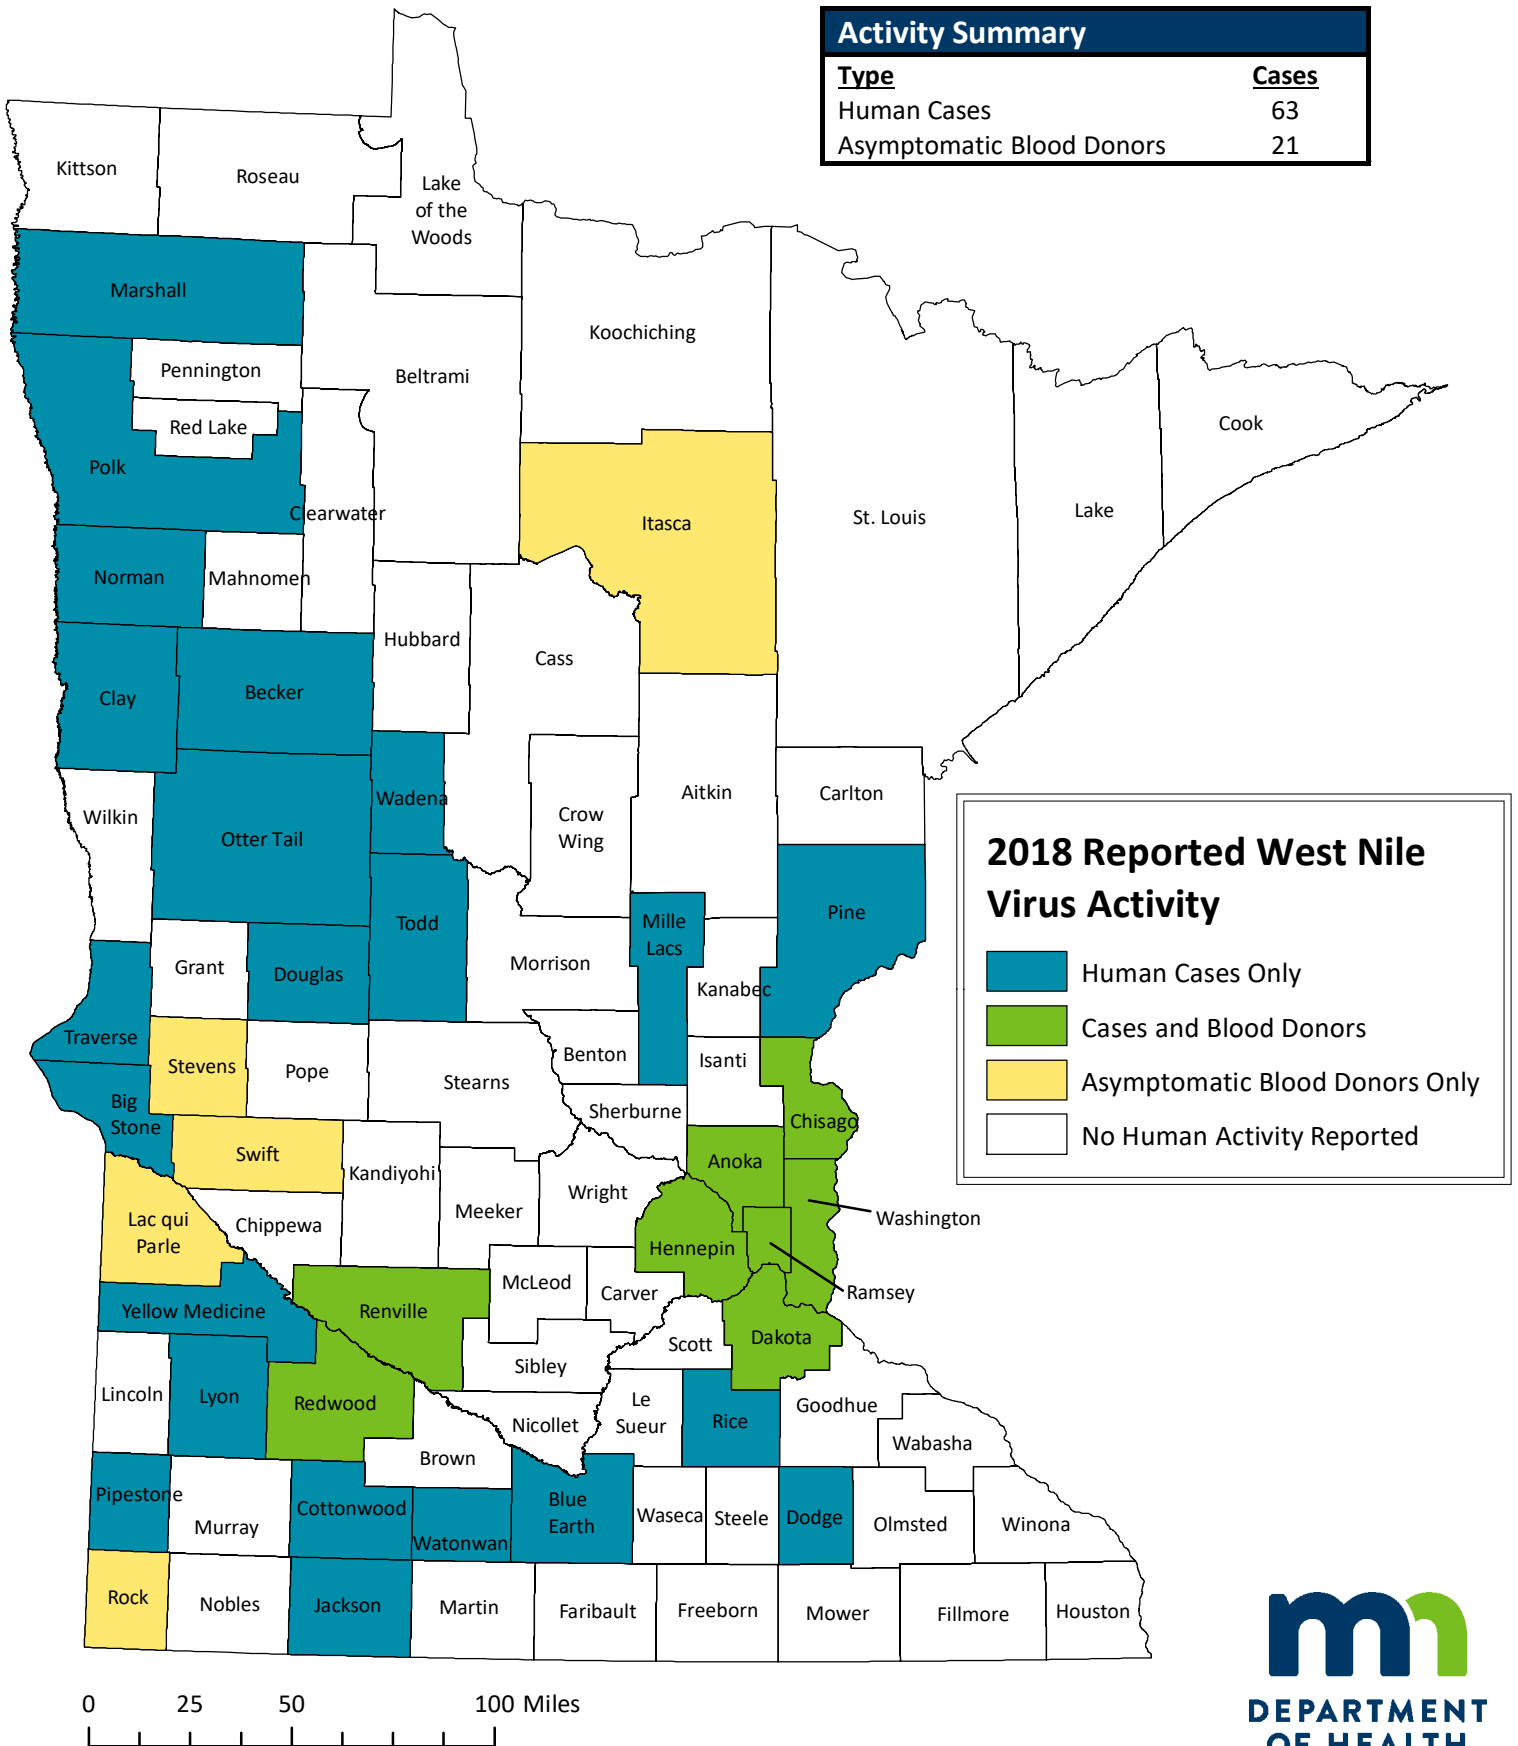 Activity Summary
Type Cases
Human Cases 63
Asymptomatic Blood Donors 21
Kittson
Roseau
Lake
of the
Woods
Marshall
Koochiching
Pennington
Beltrami
Red Lake
Cook
Polk
Clearwater
Itasca
St. Louis
Lake
Norman
Mahnomen
Hubbard
Cass
Clay
Becker
Wadena
Aitkin
Carlton
Wilkin
Crow
Wing
Otter Tail
2018 Reported West Nile
Virus Activity
Human Cases Only
Cases and Blood Donors
Asymptomatic Blood Donors Only
No Human Activity Reported
Todd
Mille
Lacs
Pine
Grant
Douglas
Morrison
Kanabec
Traverse
Stevens
Pope
Stearns
Benton
Isanti
Big
Stone
Sherburne
Chisago
Swift
Kandiyohi
Anoka
Lac qui
Parle
Chippewa
Meeker
Wright
Washington
Hennepin
McLeod
Carver
Ramsey
Yellow Medicine
Renville
Scott
Dakota
Sibley
Lincoln
Lyon
Redwood
Nicollet
Le
Sueur
Rice
Goodhue
Wabasha
Brown
Pipestone
Murray
Cottonwood
Watonwan
Blue
Earth
Waseca
Steele
Dodge
Olmsted
Winona
Rock
Nobles
Jackson
Martin
Faribault
Freeborn
Mower
Fillmore
Houston
0 25 50 100 Miles
mn
DEPARTMENT
OF HEALTH